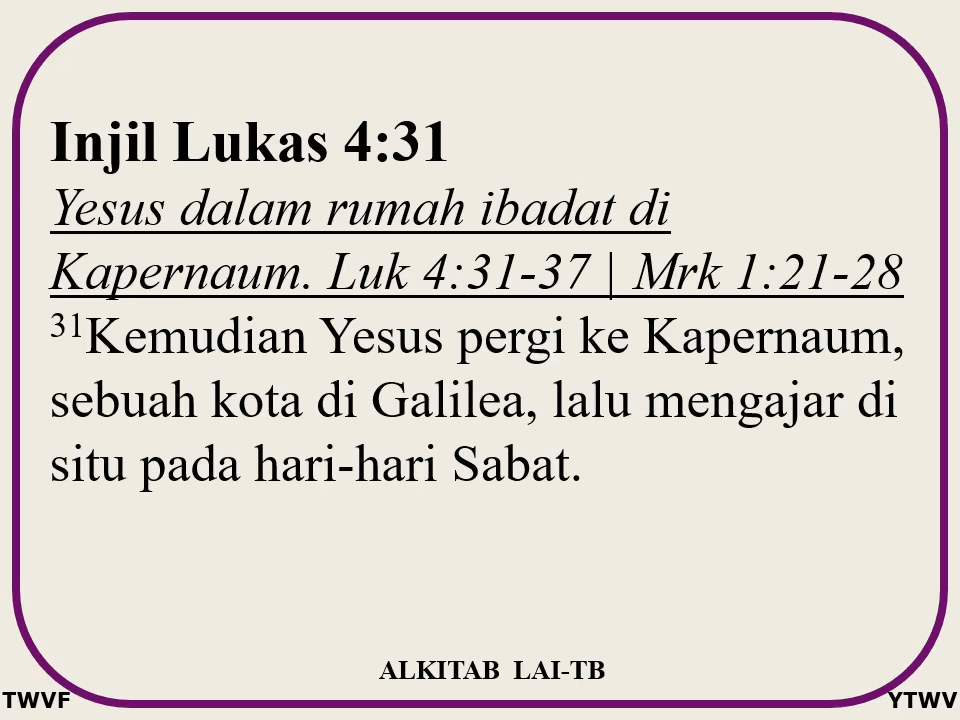 Injil Lukas 4:31
Yesus dalam rumah ibadat di
Kapernaum. Luk 4:31-37 | Mrk 1:21-28
31Kemudian Yesus pergi ke Kapernaum,
sebuah kota di Galilea, lalu mengajar di
situ pada hari-hari Sabat.
ALKITAB LAI-TB
TWVF
YTWV